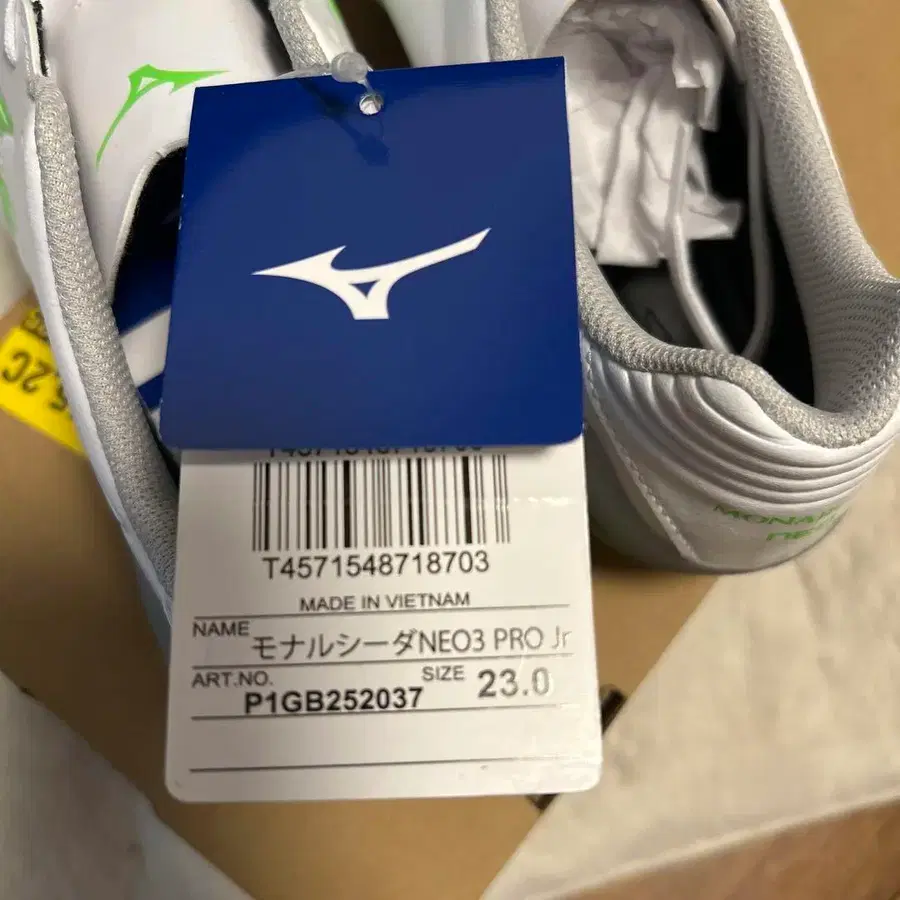 T4571548718703
MADE IN VIETNAM
NAME モナルシーダNEO3 PRO Jr
ART.NO. P1GB252037
SIZE 23.0